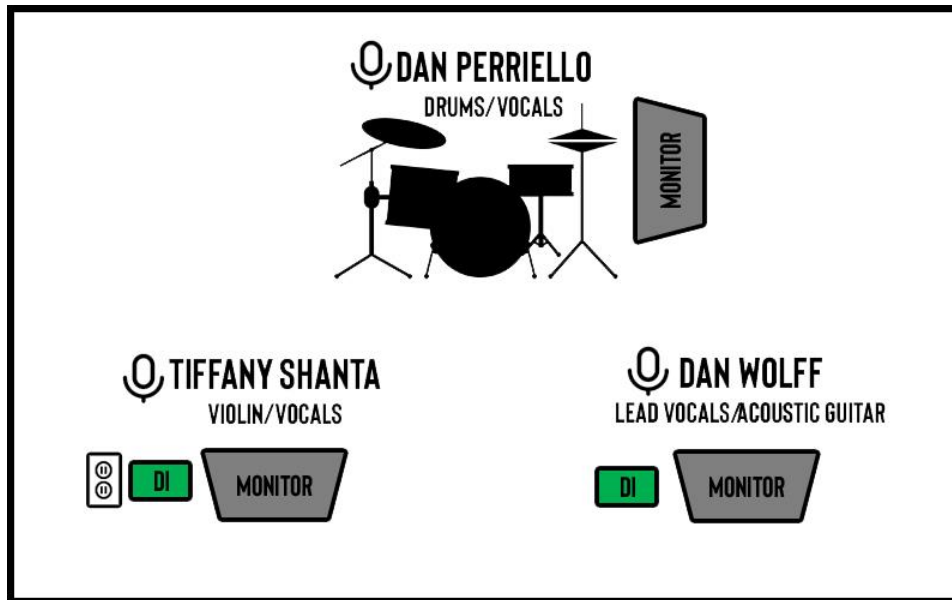 DAN PERRIELLO
DRUMS/VOCALS
MONITOR
TIFFANY SHANTA
VIOLIN/VOCALS
DI
MONITOR
DAN WOLFF
LEAD VOCALS/ACOUSTIC GUITAR
DI
MONITOR